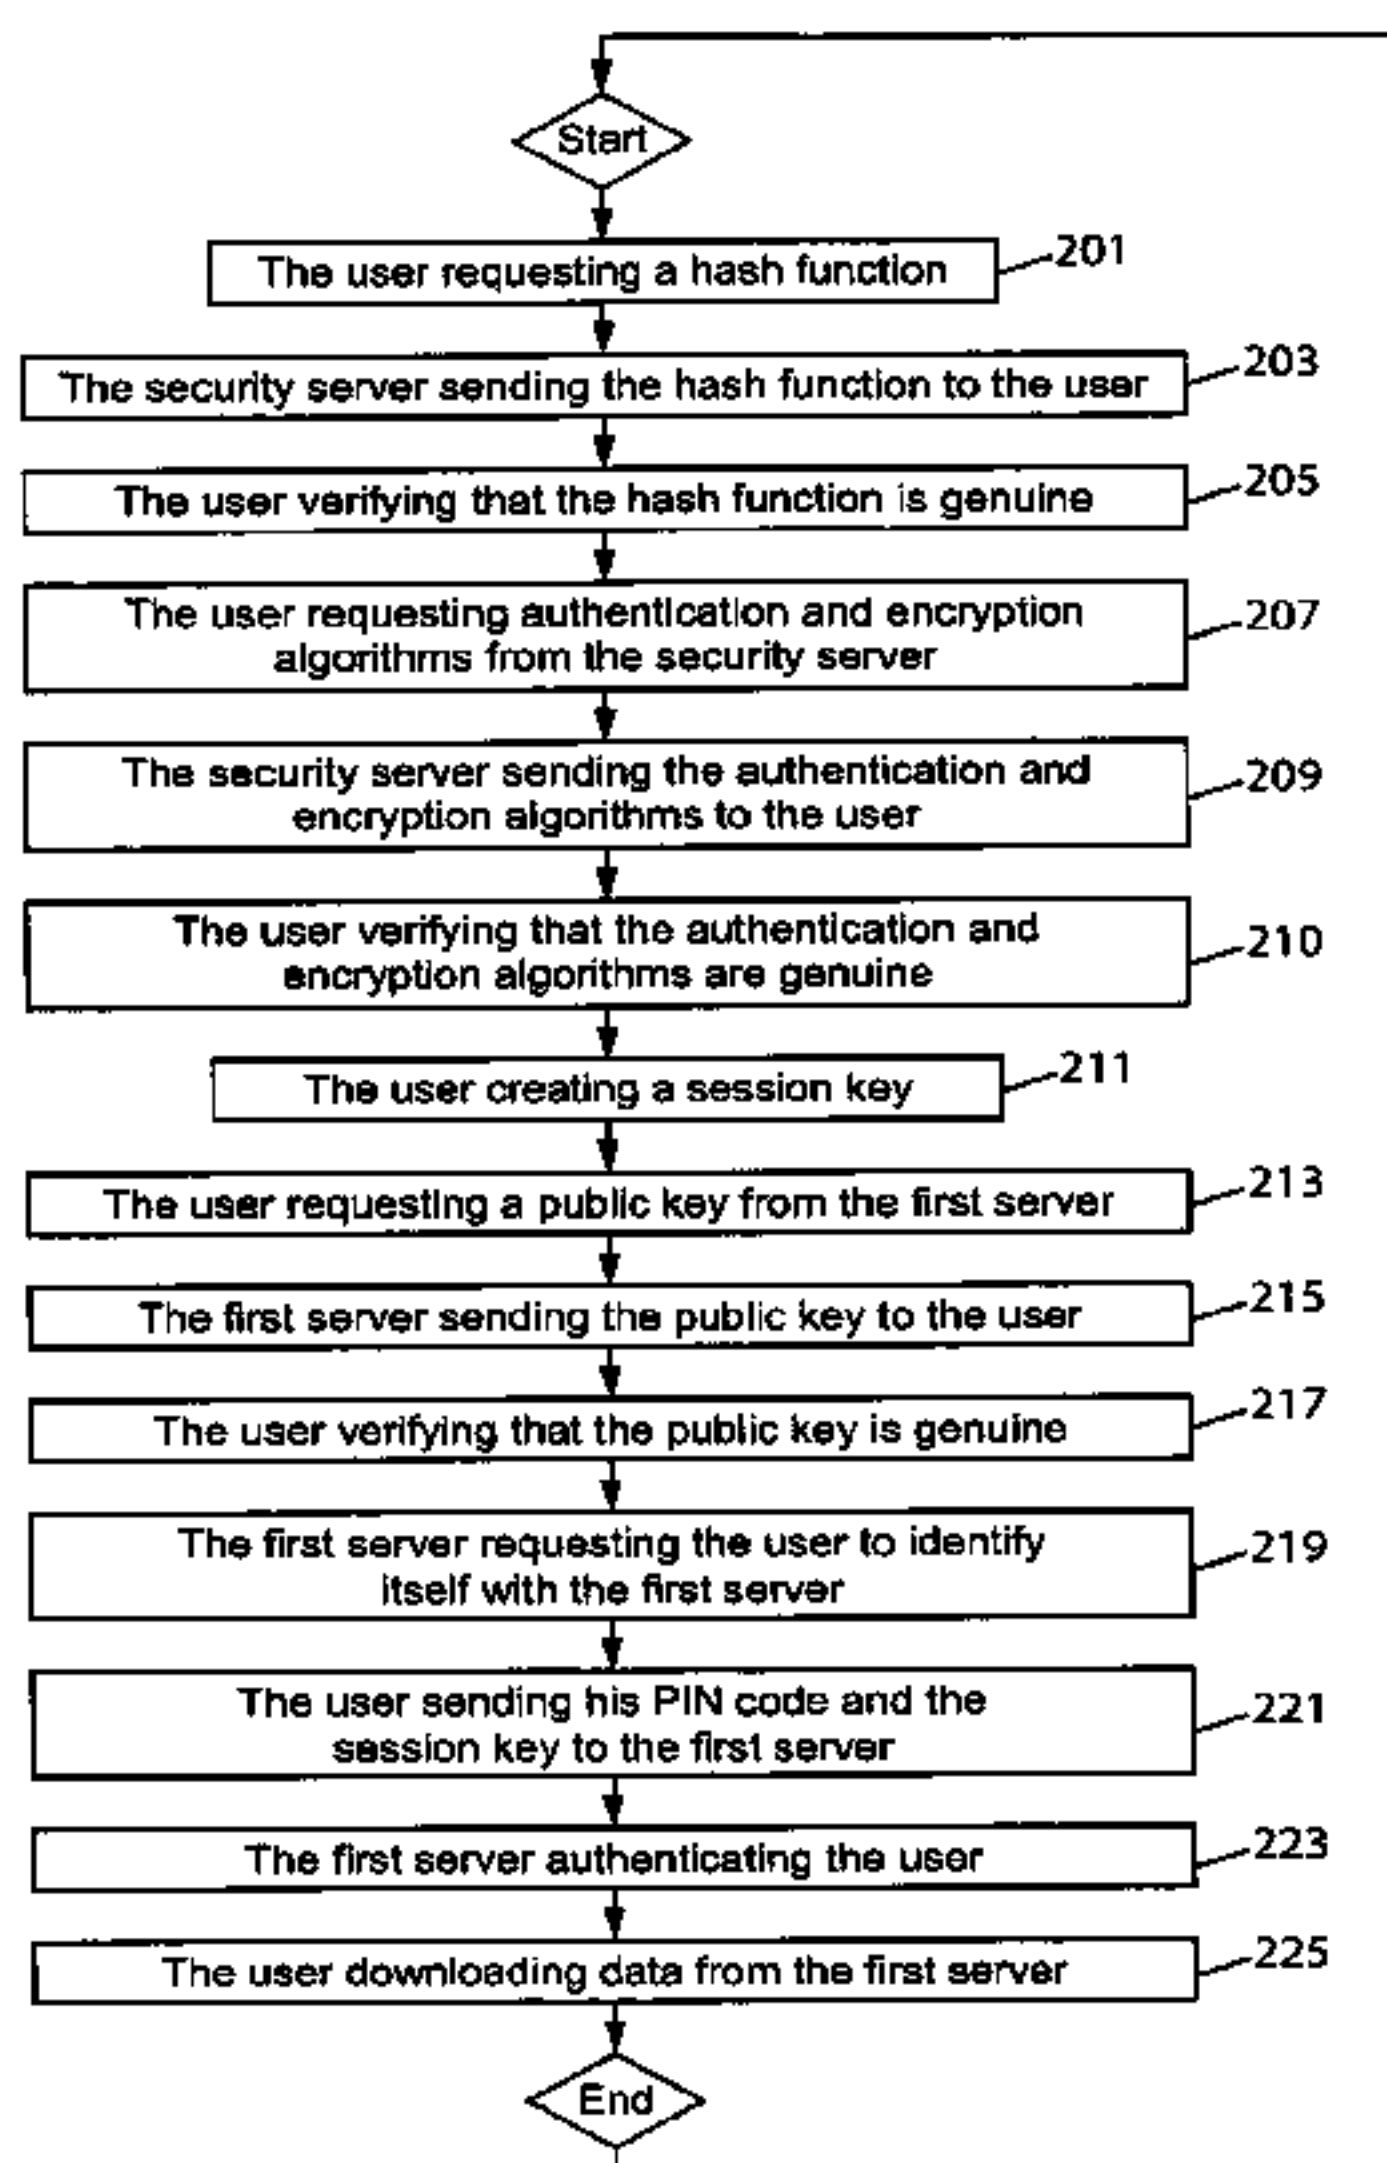 Start
The user requesting a hash function
201
The security server sending the hash function to the user
203
The user verifying that the hash function is genuine
205
The user requesting authentication and encryption
algorithms from the security server
207
The security server sending the authentication and
encryption algorithms to the user
209
The user verifying that the authentication and
encryption algorithms are genuine
210
The user creating a session key
211
The user requesting a public key from the first server
213
The first server sending the public key to the user
215
The user verifying that the public key is genuine
217
The first server requesting the user to identify
itself with the first server
219
The user sending his PIN code and the
session key to the first server
221
The first server authenticating the user
223
The user downloading data from the first server
225
End